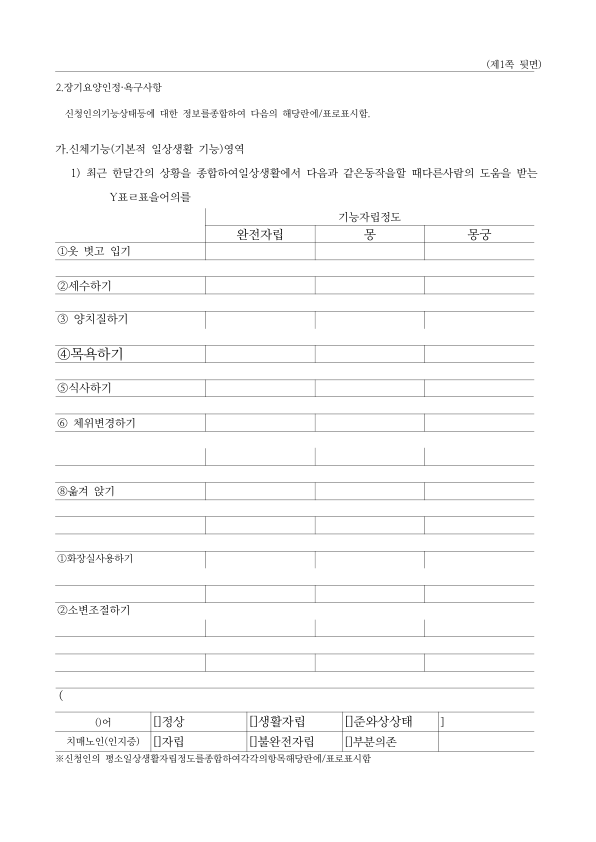 (제1쪽 뒷면)
2.장기요양인정·욕구사항
신청인의기능상태등에 대한 정보를종합하여 다음의 해당란에/표로표시함.
가.신체기능(기본적 일상생활 기능)영역
1) 최근 한달간의 상황을 종합하여일상생활에서 다음과 같은동작을할 때다른사람의 도움을 받는
Y표ㄹ표을어의를
기능자립정도
완전자립 몽 몽궁
①옷 벗고 입기
②세수하기
③ 양치질하기
④목욕하기
⑤식사하기
⑥ 체위변경하기
⑧옮겨 앉기
①화장실사용하기
②소변조절하기
(
()어 []정상 []생활자립 []준와상상태 ]
치매노인(인지증) []자립 []불완전자립 []부분의존
※신청인의 평소일상생활자립정도를종합하여각각의항목해당란에/표로표시함